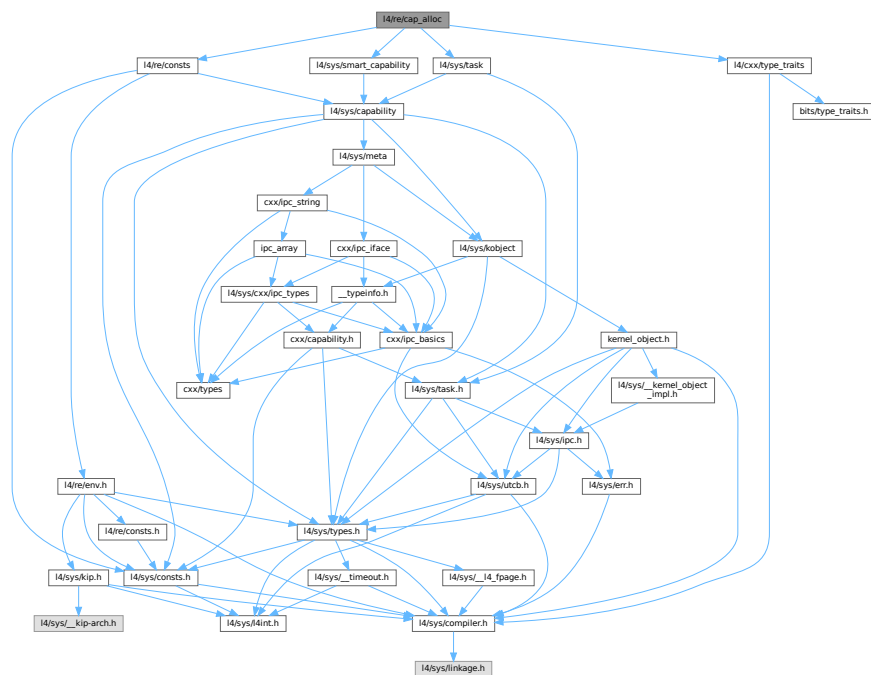 l4/re/cap_alloc
l4/re/consts
l4/sys/smart_capability
l4/sys/task
l4/cxx/type_traits
l4/sys/capability
bits/type_traits.h
l4/sys/meta
cxx/ipc_string
ipc_array
cxx/ipc_iface
l4/sys/kobject
l4/sys/cxx/ipc_types
__typeinfo.h
cxx/capability.h
cxx/ipc_basics
kernel_object.h
cxx/types
l4/sys/task.h
l4/sys/__kernel_object
_impl.h
l4/sys/ipc.h
l4/re/env.h
l4/sys/utcb.h
l4/sys/err.h
l4/re/consts.h
l4/sys/types.h
l4/sys/kip.h
l4/sys/consts.h
l4/sys/__timeout.h
l4/sys/__l4_fpage.h
l4/sys/__kip-arch.h
l4/sys/l4int.h
l4/sys/compiler.h
l4/sys/linkage.h